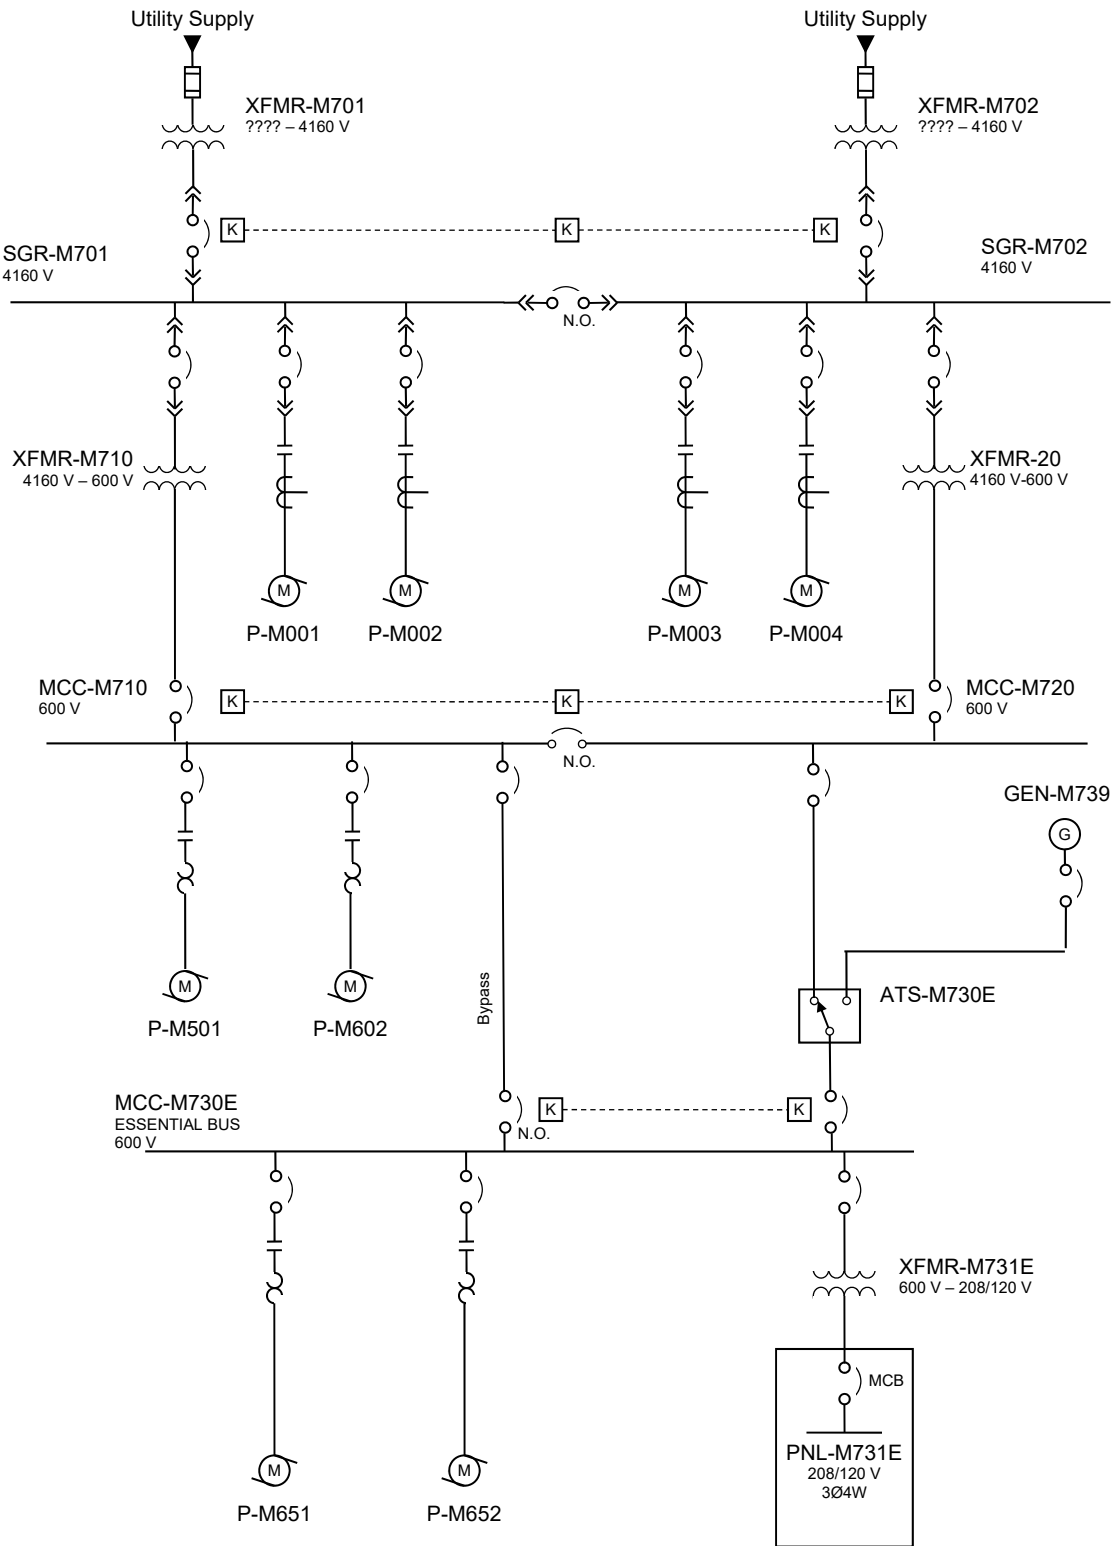 Utility Supply
Utility Supply
XFMR-M701
???? – 4160 V
XFMR-M702
???? – 4160 V
K
K
K
SGR-M701
4160 V
SGR-M702
4160 V
N.O.
XFMR-M710
4160 V – 600 V
XFMR-20
4160 V-600 V
M
M
M
M
P-M001
P-M002
P-M003
P-M004
MCC-M710
600 V
K
K
K
MCC-M720
600 V
N.O.
GEN-M739
G
M
M
Bypass
ATS-M730E
P-M501
P-M602
MCC-M730E
ESSENTIAL BUS
600 V
K
K
N.O.
XFMR-M731E
600 V – 208/120 V
MCB
PNL-M731E
208/120 V
3Ø4W
M
M
P-M651
P-M652